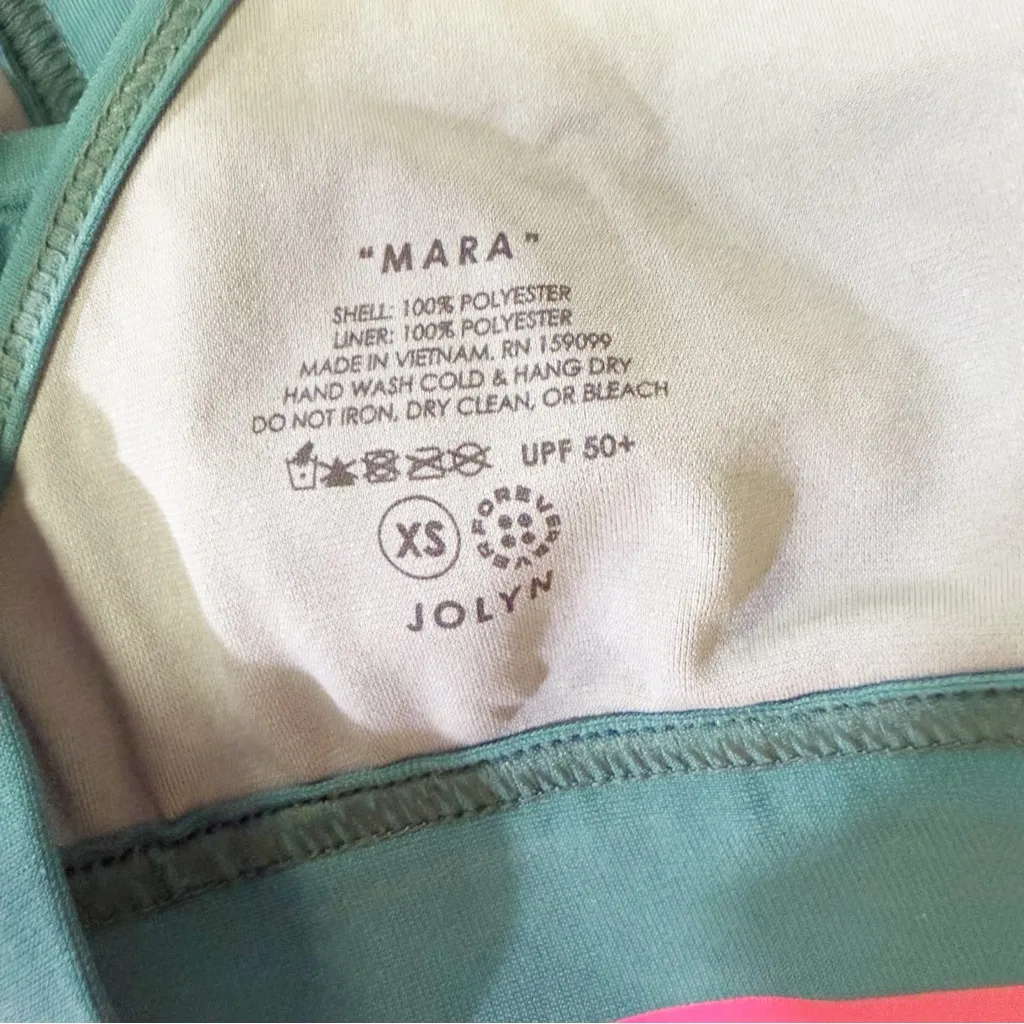 "MARA"
SHELL: 100% POLYESTER
LINER: 100% POLYESTER
MADE IN VIETNAM. RN 159099
HAND WASH COLD & HANG DRY
DO NOT IRON, DRY CLEAN, OR BLEACH
UPF 50+
XS FOREVEREVER
JOLYN